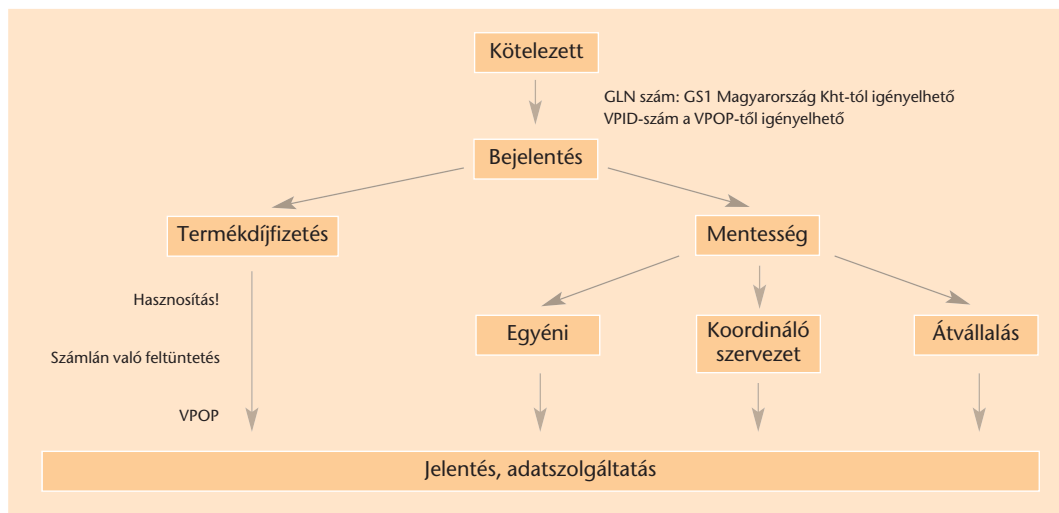 Kötelezett
GLN szám: GS1 Magyarország Kht-tól igényelhető
VPID-szám a VPOP-től igényelhető
Bejelentés
Termékdíjfizetés
Mentesség
Hasznosítás!
Számlán való feltüntetés
VPOP
Egyéni
Koordináló
szervezet
Átvállalás
Jelentés, adatszolgáltatás